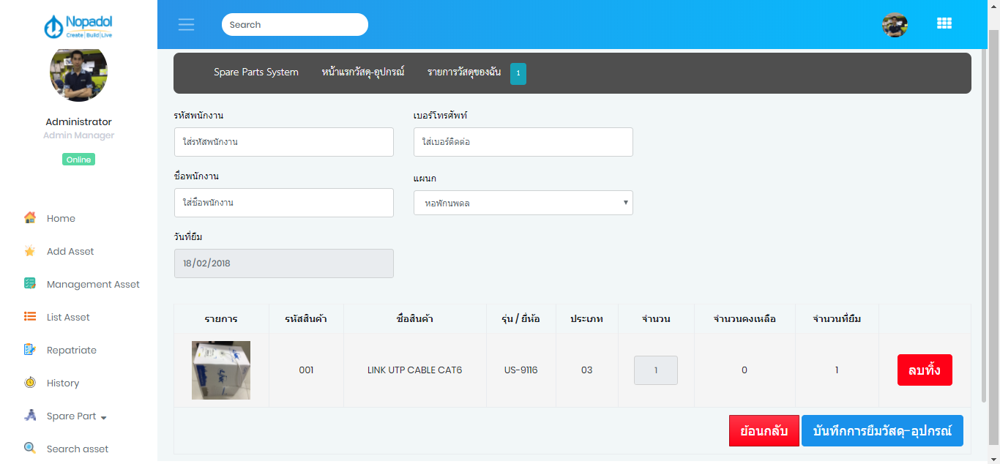 Nopadol
Create | Build | Live
Search
Administrator
Admin Manager
Online
Home
Add Asset
Management Asset
List Asset
Repatriate
History
Spare Part
Search asset
Spare Parts System หน้าแรกวัสดุ-อุปกรณ์ รายการวัสดุของฉัน 1
รหัสพนักงาน เบอร์โทรศัพท์
ใส่รหัสพนักงาน ใส่เบอร์ติดต่อ
ชื่อพนักงาน แผนก
ใส่ชื่อพนักงาน หอพักนพดล
วันที่ยืม
18/02/2018
รายการ รหัสสินค้า ชื่อสินค้า รุ่น / ยี่ห้อ ประเภท จำนวน จำนวนคงเหลือ จำนวนที่ยืม
001 LINK UTP CABLE CAT6 US-9116 03 1 0 1 ลบทิ้ง
ย้อนกลับ บันทึกการยืมวัสดุ-อุปกรณ์